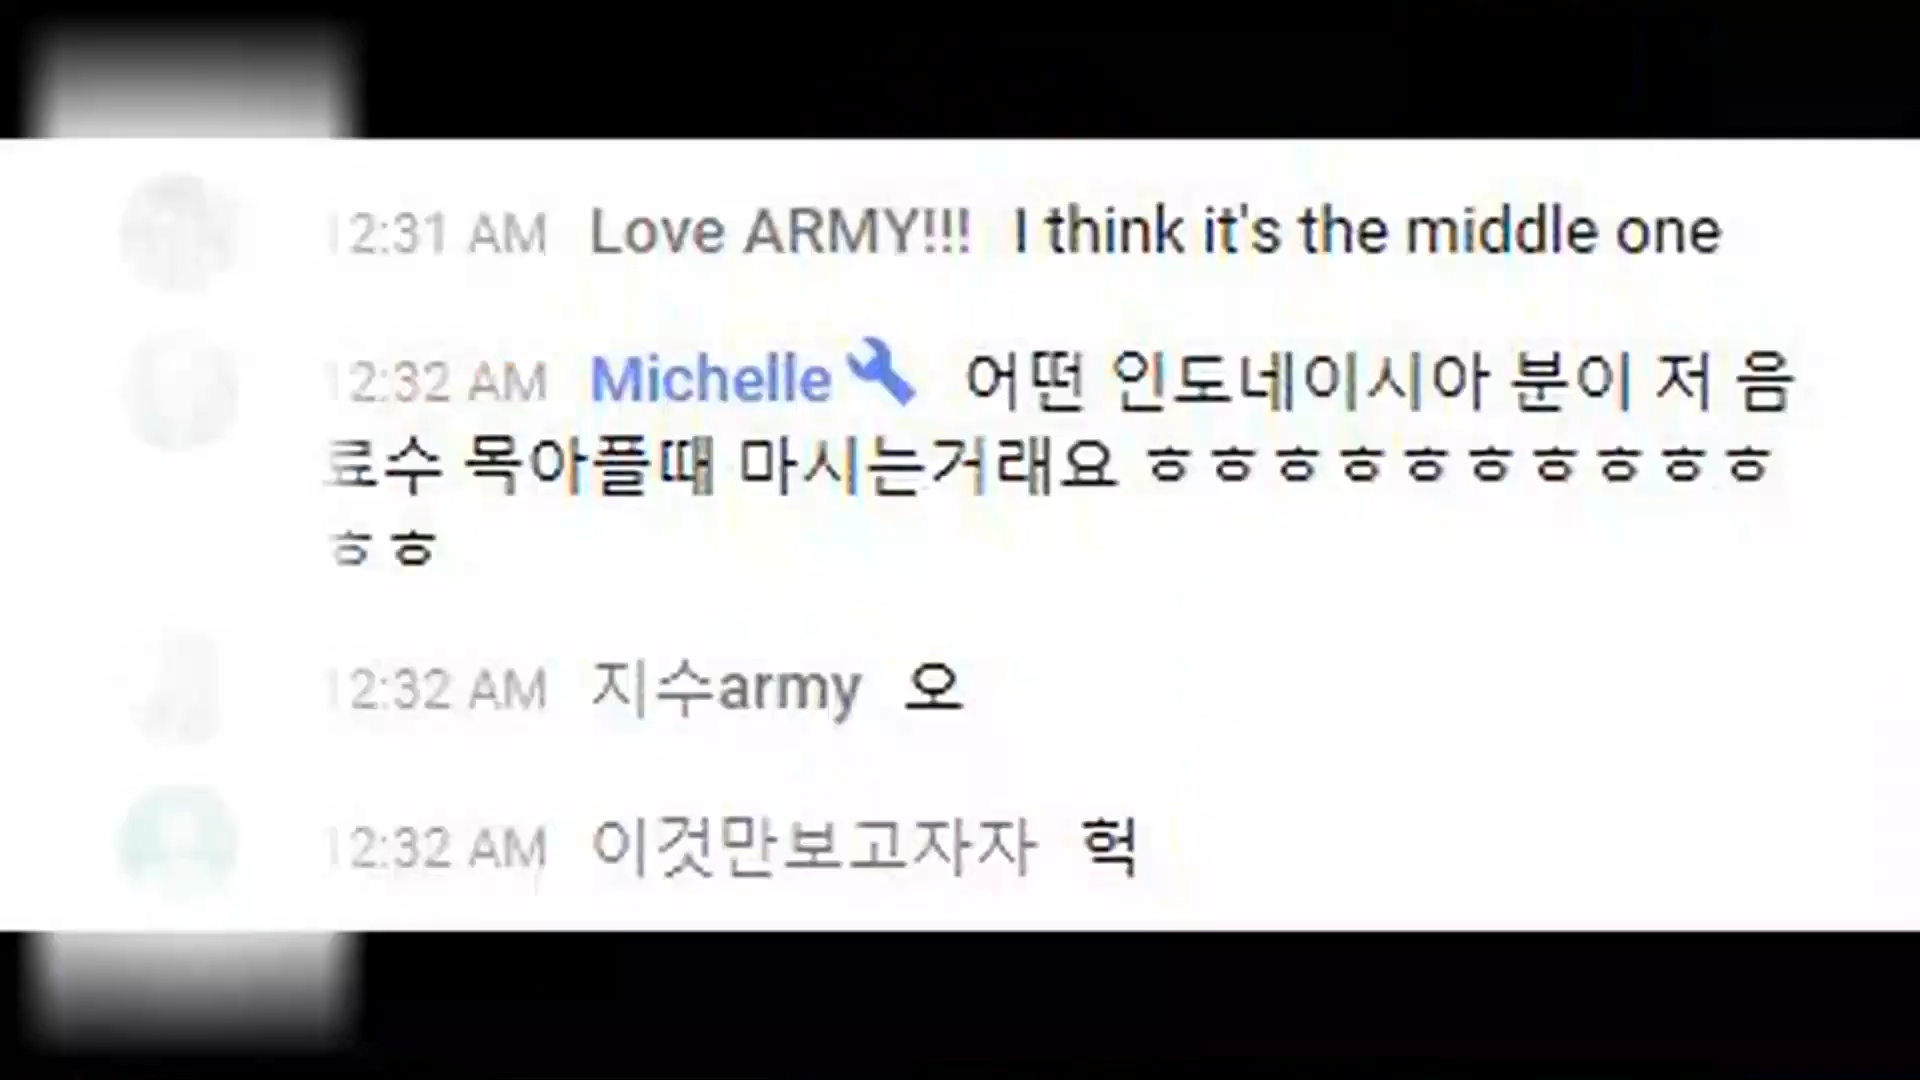 12:31 AM Love ARMY!!! I think it's the middle one
12:32 AM Michelle 어떤 인도네이시아 분이 저 음
료수 목아플때 마시는거래요 ㅎㅎㅎㅎㅎㅎㅎㅎㅎㅎ
ㅎㅎ
12:32 AM 지수army 오
12:32 AM 이것만보고자자 헉